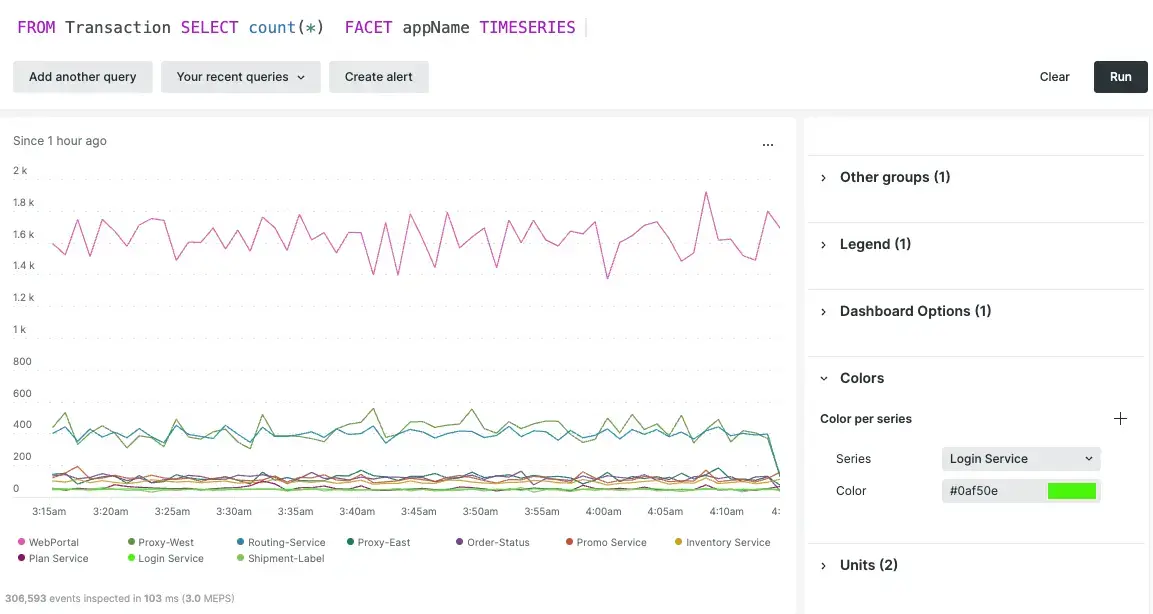 FROM Transaction SELECT count(*) FACET appName TIMESERIES
Add another query Your recent queries Create alert Clear Run
Since 1 hour ago
...
2 k
1.8 k
1.6 k
1.4 k
1.2 k
1 k
800
600
400
200
0
3:15am 3:20am 3:25am 3:30am 3:35am 3:40am 3:45am 3:50am 3:55am 4:00am 4:05am 4:10am 4:
WebPortal Proxy-West Routing-Service Proxy-East Order-Status Promo Service Inventory Service
Plan Service Login Service Shipment-Label
306,593 events inspected in 103 ms (3.0 MEPS)
Other groups (1)
Legend (1)
Dashboard Options (1)
Colors
Color per series
Series Login Service
Color #0af50e
Units (2)